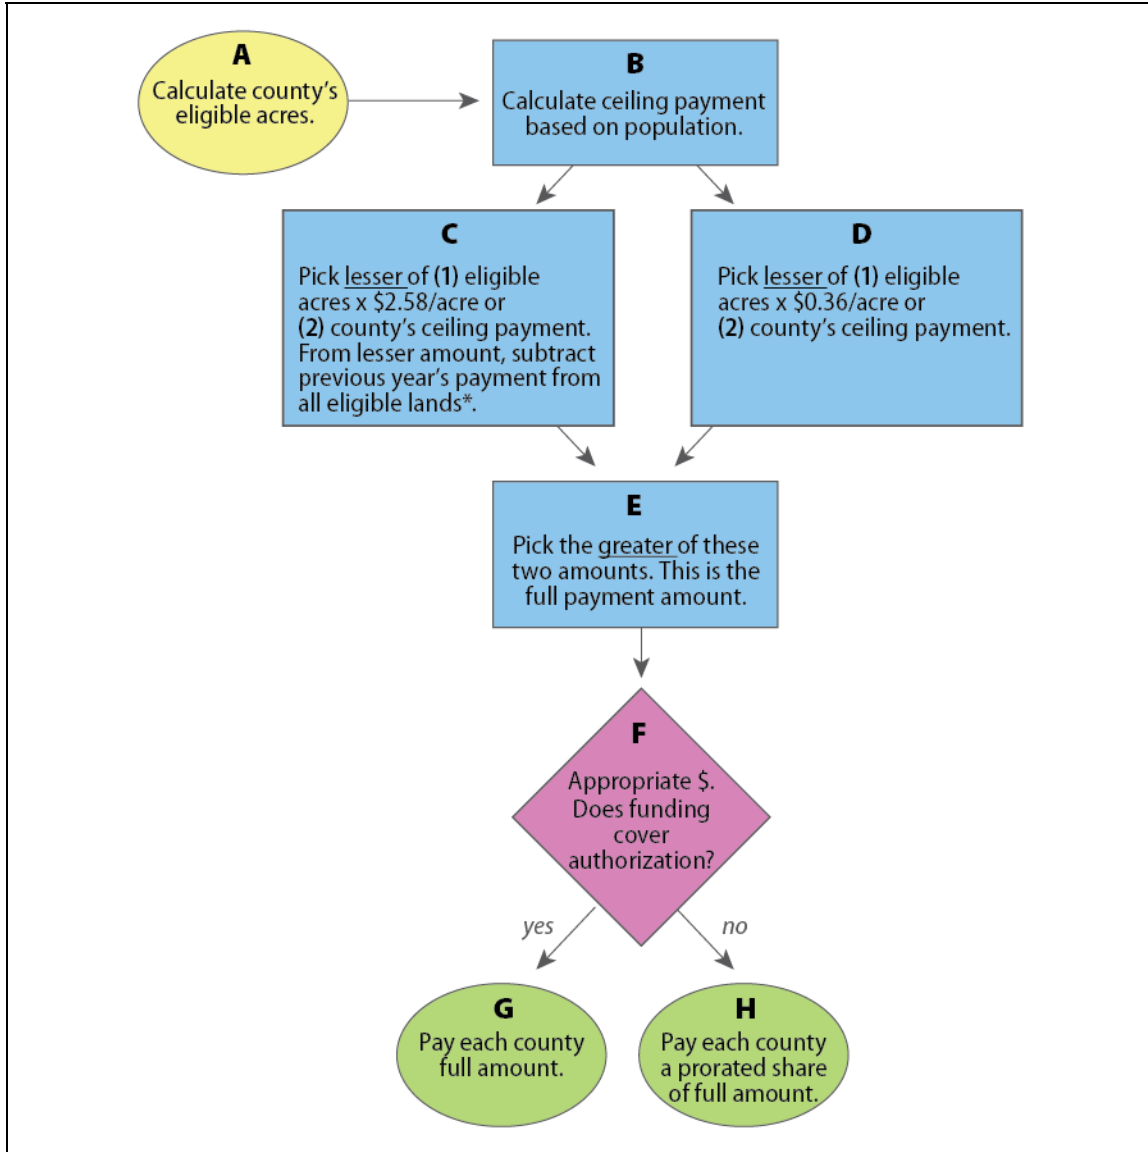 A
Calculate county’s
eligible acres.
B
Calculate ceiling payment
based on population.
C
Pick lesser of (1) eligible
acres x $2.58/acre or
(2) county’s ceiling payment.
From lesser amount, subtract
previous year’s payment from
all eligible lands*.
D
Pick lesser of (1) eligible
acres x $0.36/acre or
(2) county’s ceiling payment.
E
Pick the greater of these
two amounts. This is the
full payment amount.
F
Appropriate $.
Does funding
cover
authorization?
yes
no
G
Pay each county
full amount.
H
Pay each county
a prorated share
of full amount.